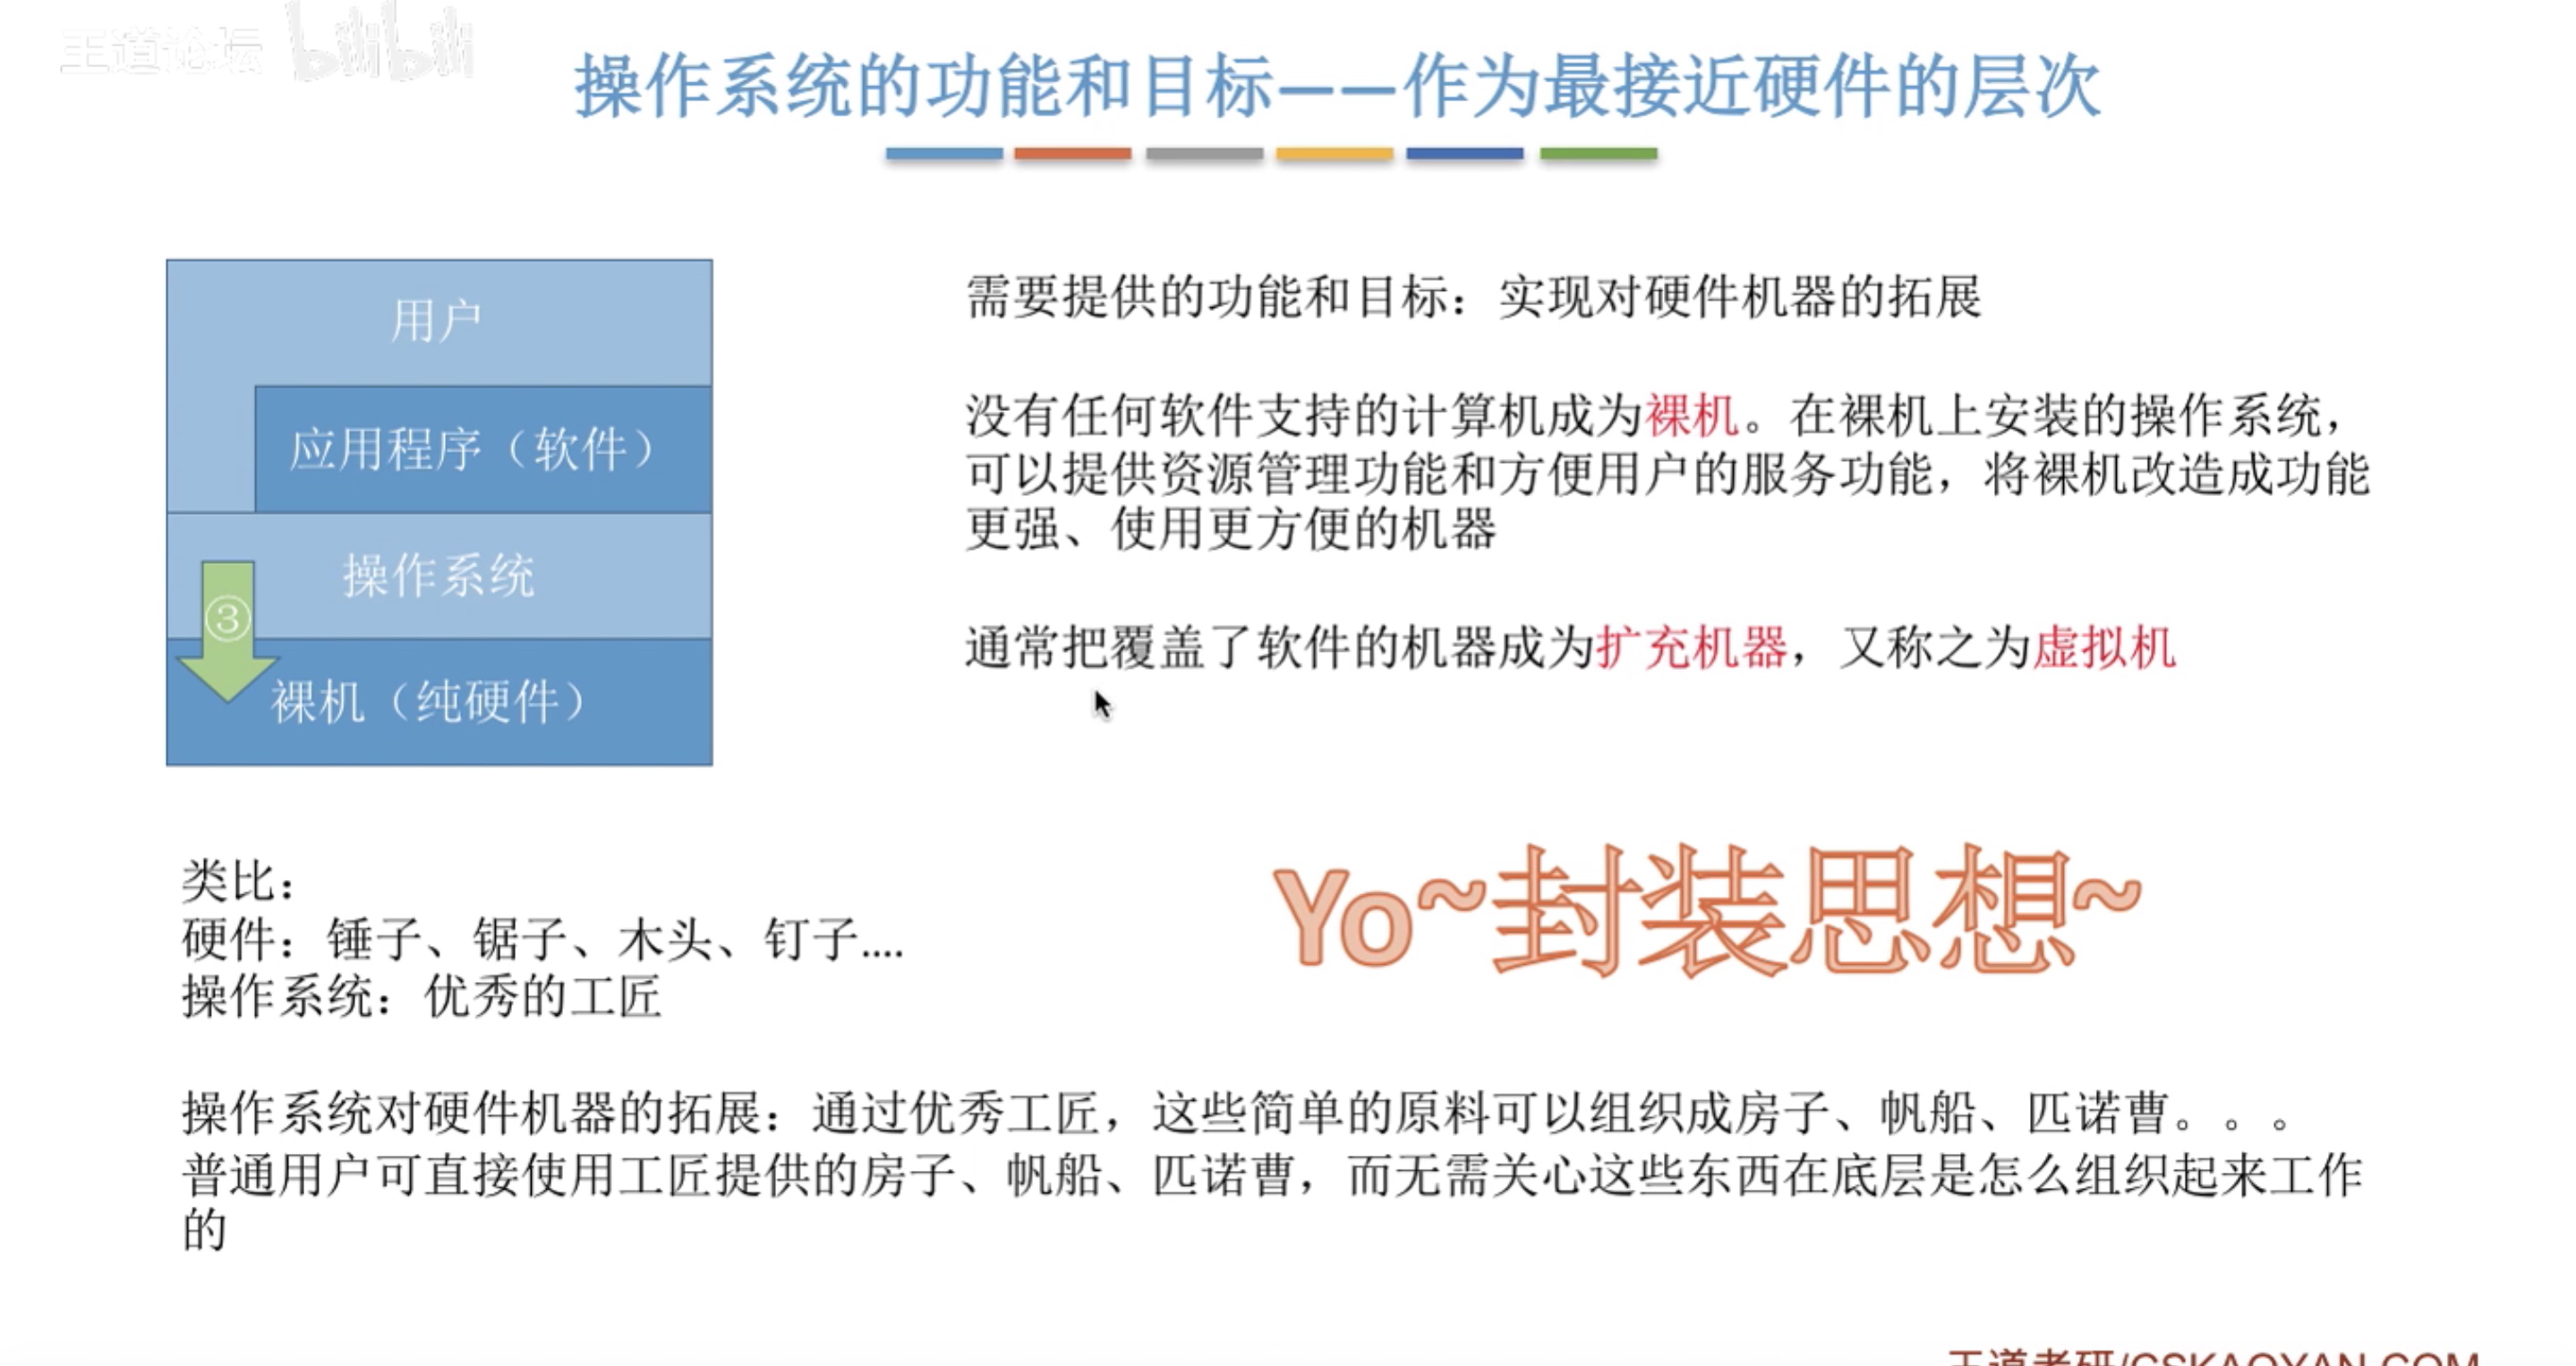 王道论坛 bilibili
操作系统的功能和目标——作为最接近硬件的层次
用户
应用程序（软件）
操作系统
③
裸机（纯硬件）
需要提供的功能和目标：实现对硬件机器的拓展
没有任何软件支持的计算机成为裸机。在裸机上安装的操作系统，
可以提供资源管理功能和方便用户的服务功能，将裸机改造成功能
更强、使用更方便的机器
通常把覆盖了软件的机器成为扩充机器，又称之为虚拟机
类比：
硬件：锤子、锯子、木头、钉子....
操作系统：优秀的工匠
Yo~封装思想~
操作系统对硬件机器的拓展：通过优秀工匠，这些简单的原料可以组织成房子、帆船、匹诺曹。。。
普通用户可直接使用工匠提供的房子、帆船、匹诺曹，而无需关心这些东西在底层是怎么组织起来工作
的
王道考研/CSKAOYAN.COM